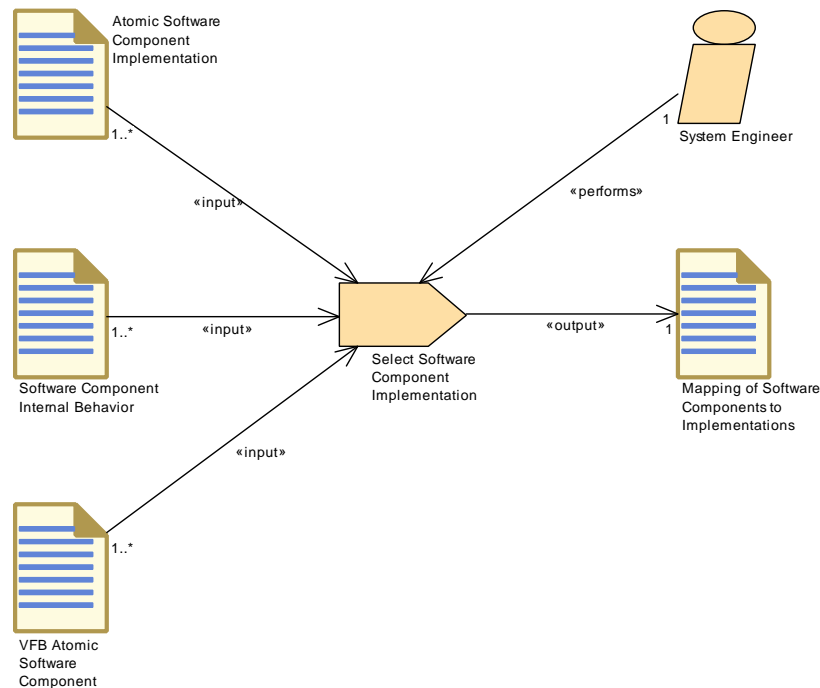 Atomic Software
Component
Implementation
1..*
1
System Engineer
«input»
«performs»
1..*
«input»
«output»
1
Software Component
Internal Behavior
Select Software
Component
Implementation
Mapping of Software
Components to
Implementations
«input»
1..*
VFB Atomic
Software
Component